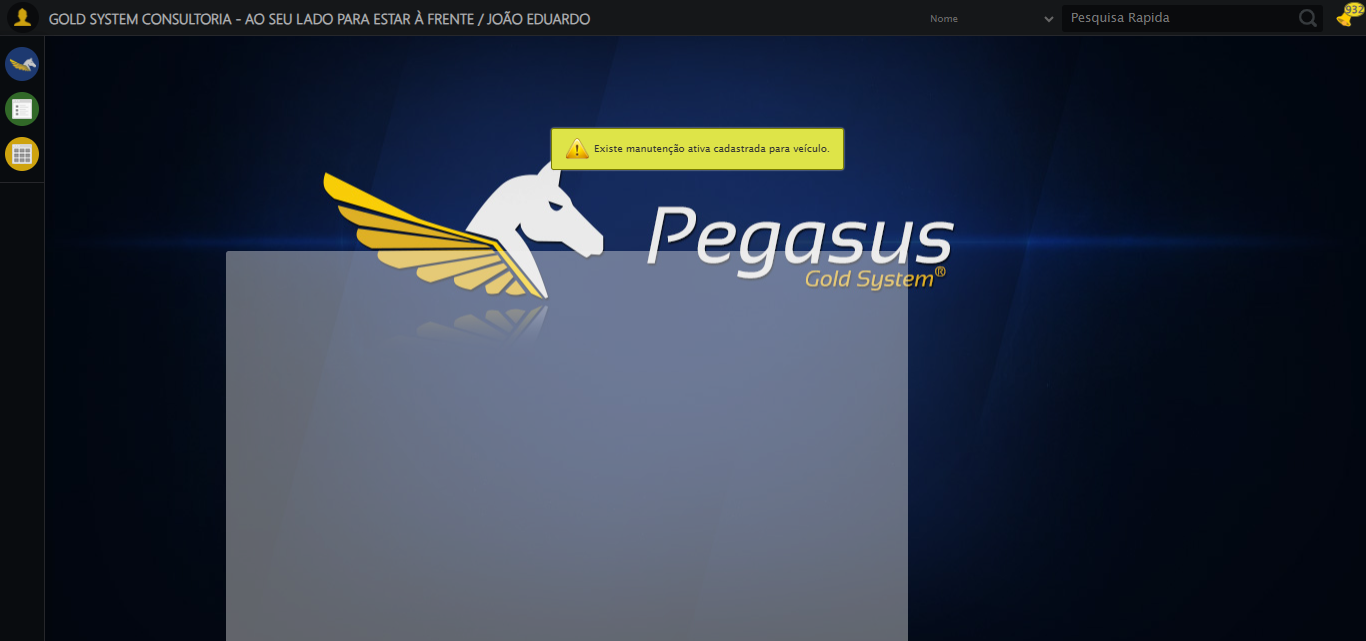 GOLD SYSTEM CONSULTORIA - AO SEU LADO PARA ESTAR À FRENTE / JOÃO EDUARDO
Nome
Pesquisa Rapida
932
Existe manutenção ativa cadastrada para veículo.
Pegasus
Gold System®